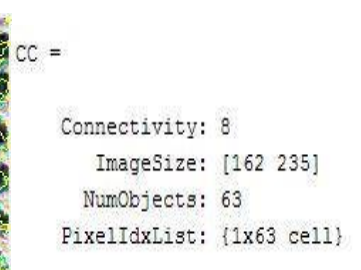 CC =
Connectivity: 8
ImageSize: [162 235]
NumObjects: 63
PixelIdxList: {1x63 cell}